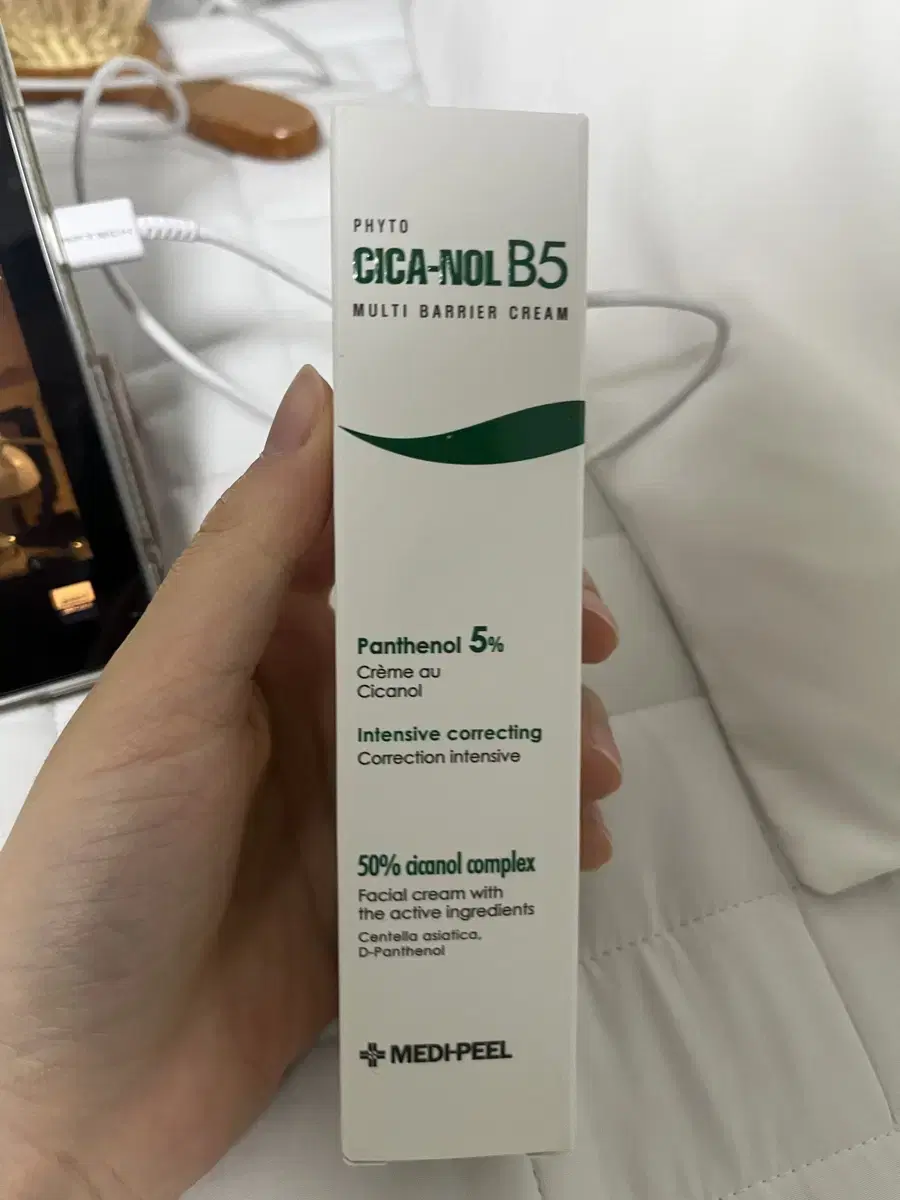 PHYTO
CICA-NOL B5
MULTI BARRIER CREAM
Panthenol 5%
Crème au
Cicanol
Intensive correcting
Correction intensive
50% cicanol complex
Facial cream with
the active ingredients
Centella asiatica,
D-Panthenol
MEDI-PEEL